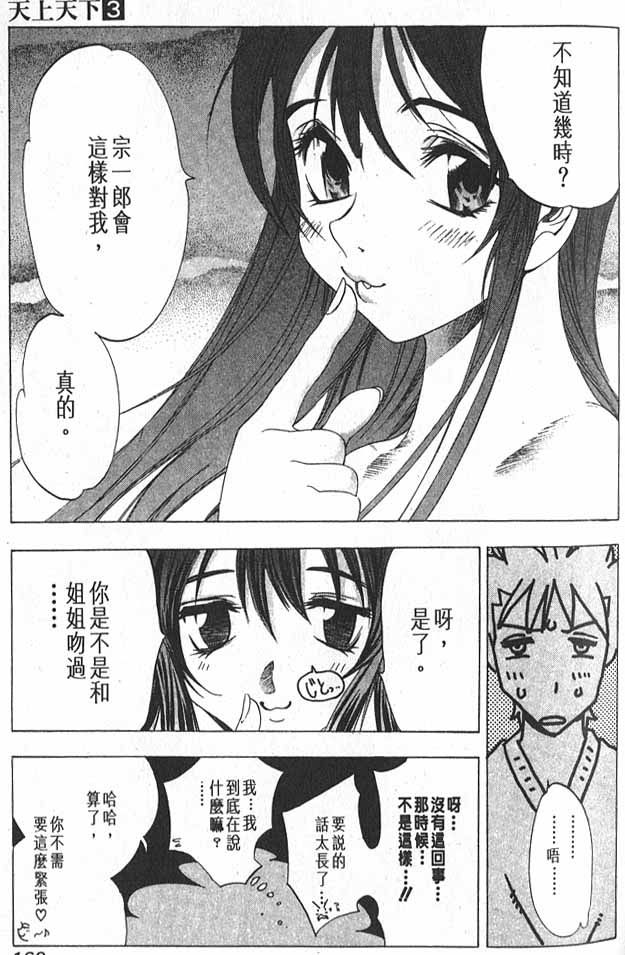 天上天下3
不知道幾時？
宗一郎會
這樣對我，
真的。
………
…唔…
呀，
是了。
じとっ…
你是不是和
姐姐吻過
……
呀…
沒有這回事…
那時候…
不是這樣…!!
要說的
話太長了…
我…我
到底在說
什麼嘛？
……
…。。
哈哈，
算了，
你不需
要這麼緊張♡